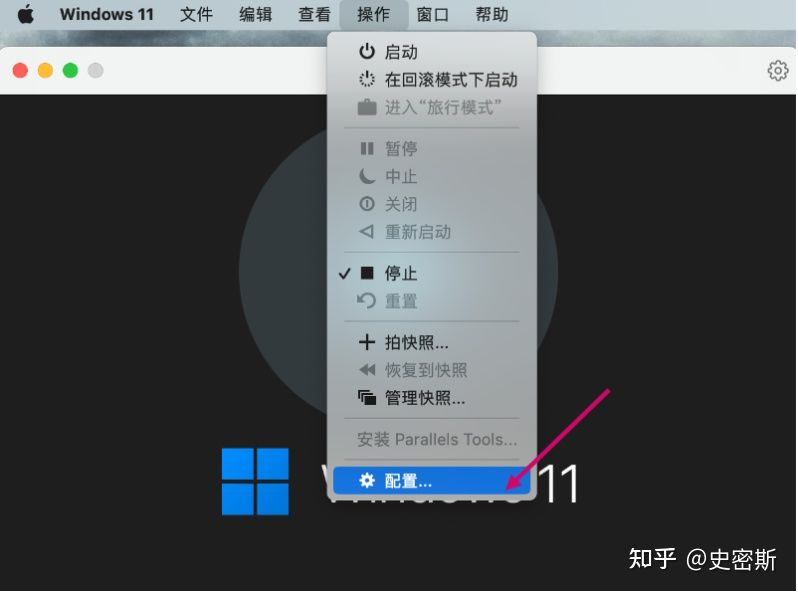 Windows 11 文件 编辑 查看 操作 窗口 帮助
启动
在回滚模式下启动
进入“旅行模式”
暂停
中止
关闭
重新启动
停止
重置
拍快照...
恢复到快照
管理快照...
安装 Parallels Tools...
配置...
Windows 11
知乎 @史密斯